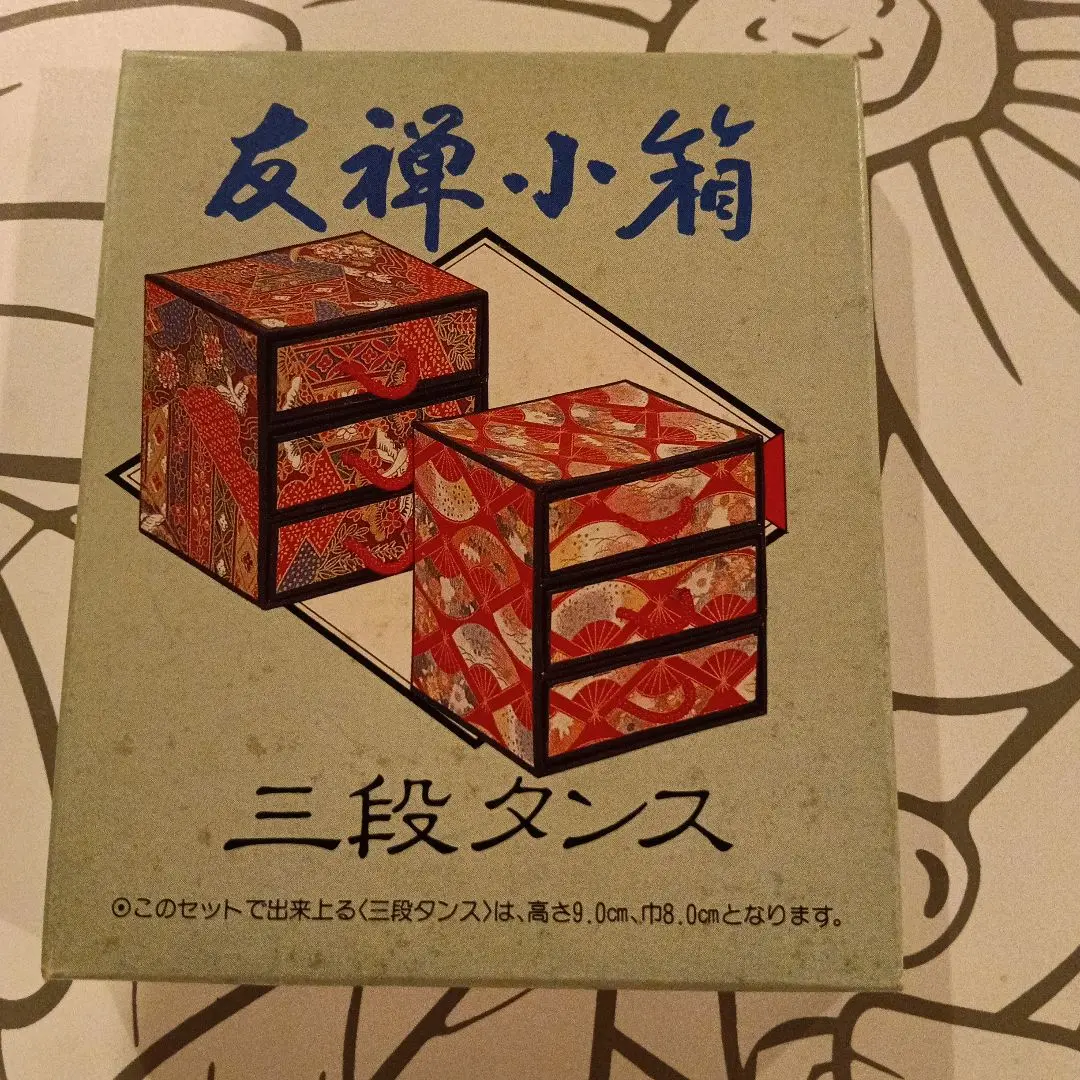 友禅小箱
三段タンス
⊙このセットで出来上る〈三段タンス〉は、高さ9.0㎝、巾8.0㎝となります。